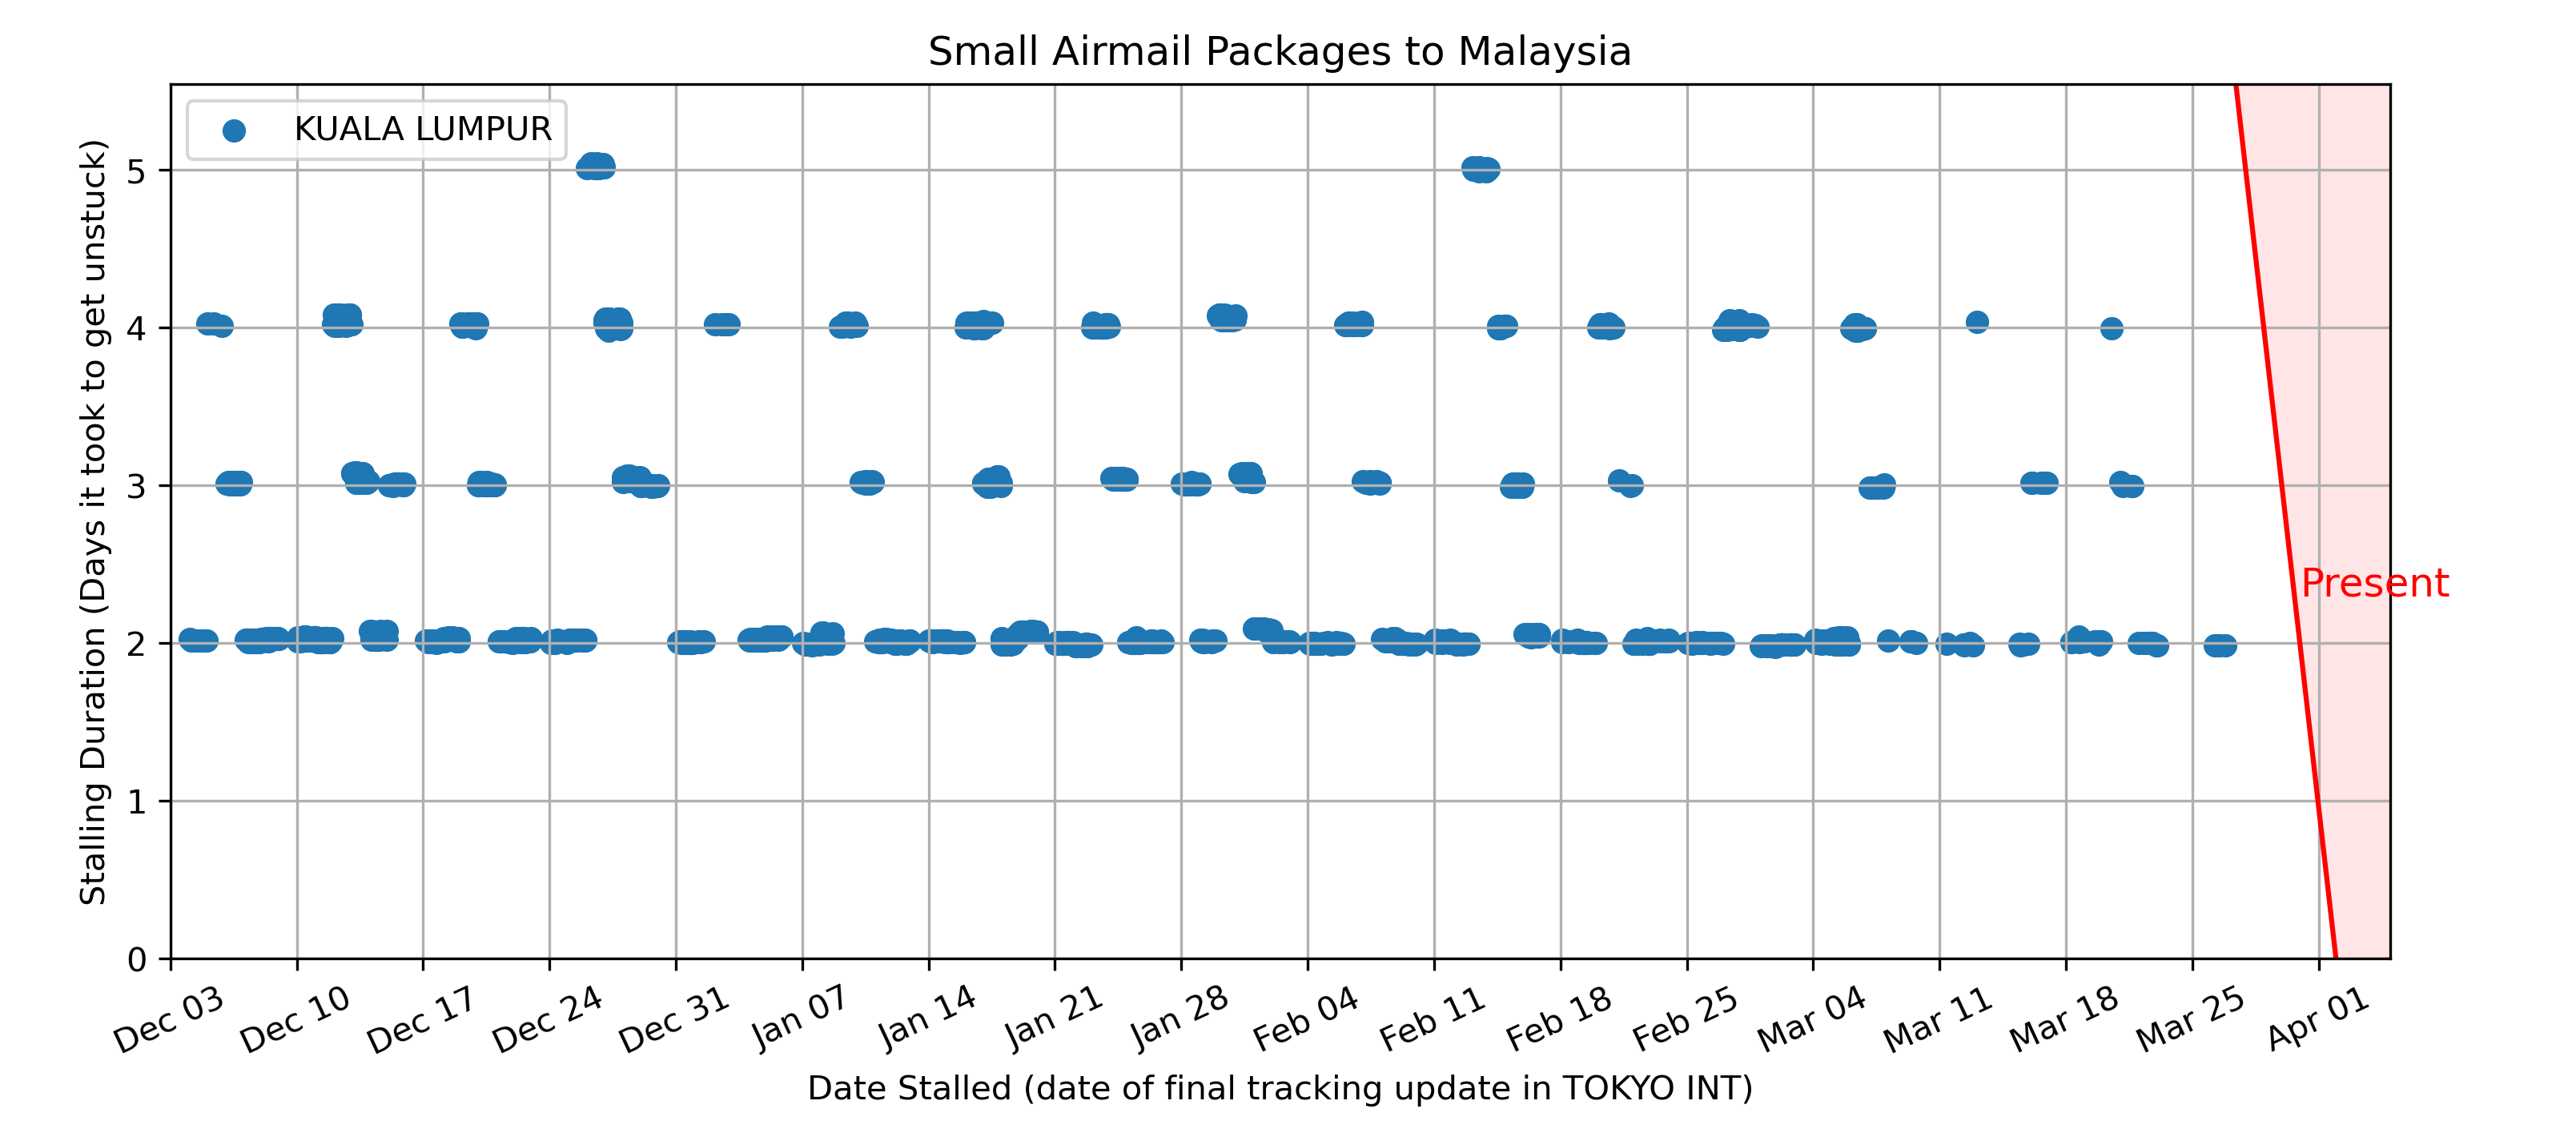 Small Airmail Packages to Malaysia
KUALA LUMPUR
Stalling Duration (Days it took to get unstuck)
5
4
3
2
1
0
Present
Dec 03
Dec 10
Dec 17
Dec 24
Dec 31
Jan 07
Jan 14
Jan 21
Jan 28
Feb 04
Feb 11
Feb 18
Feb 25
Mar 04
Mar 11
Mar 18
Mar 25
Apr 01
Date Stalled (date of final tracking update in TOKYO INT)